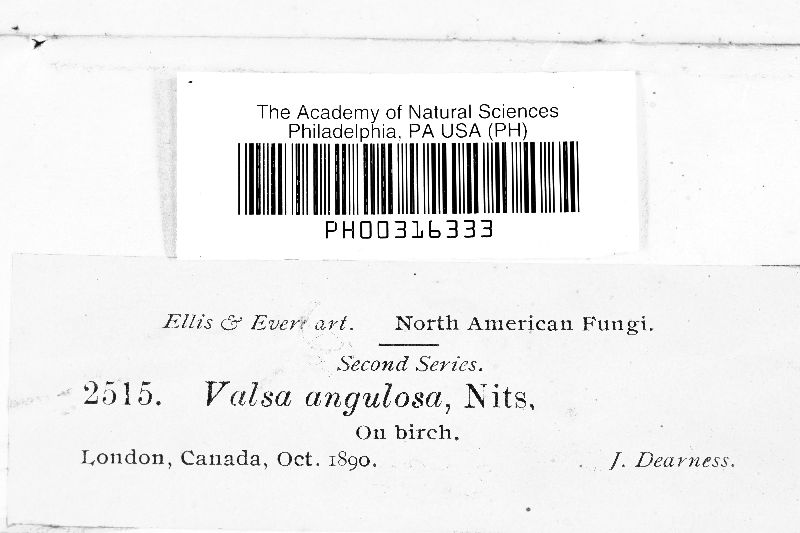 The Academy of Natural Sciences
Philadelphia, PA USA (PH)
PH00316333
Ellis & Everhart. North American Fungi.
Second Series.
2515. Valsa angulosa, Nits.
On birch.
London, Canada, Oct. 1890. J. Dearness.